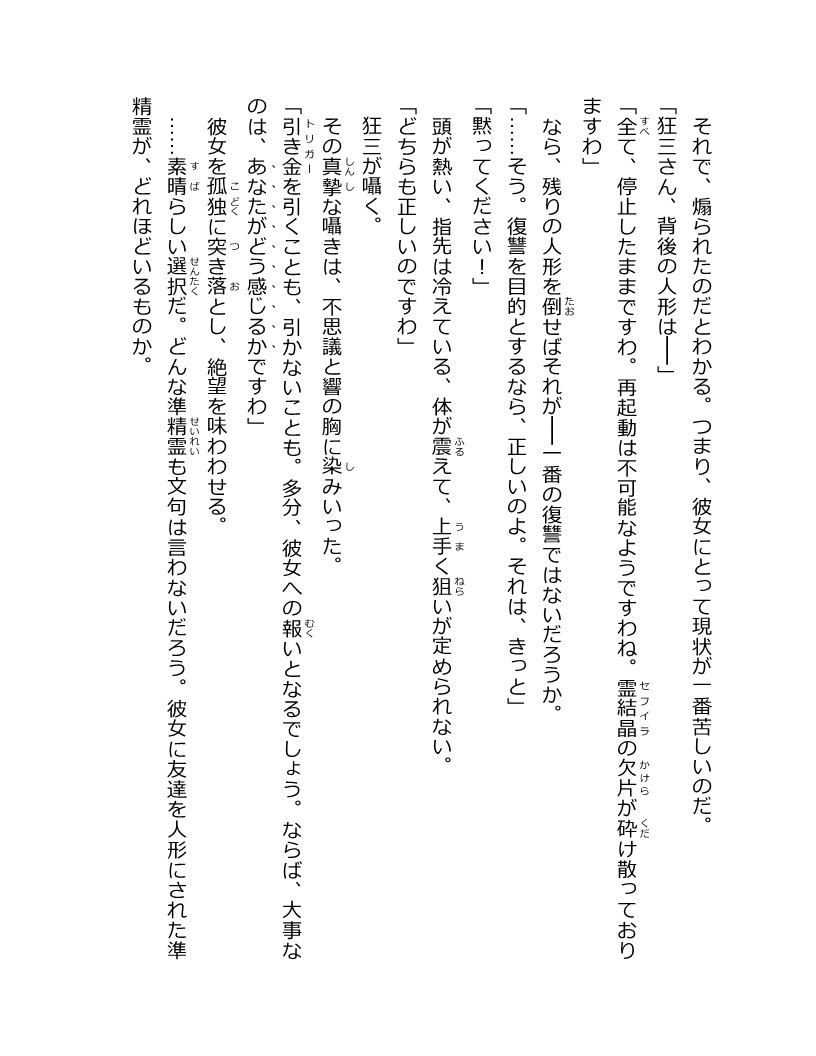 それで、煽られたのだとわかる。つまり、彼女にとって現状が一番苦しいのだ。
「狂三さん、背後の人形は――」
「全て、停止したままですわ。再起動は不可能なようですわね。霊結晶の欠片が砕け散っており
ますわ」
なら、残りの人形を倒せばそれが――一番の復讐ではないだろうか。
「……そう。復讐を目的とするなら、正しいのよ。それは、きっと」
「黙ってください！」
頭が熱い、指先は冷えている、体が震えて、上手く狙いが定められない。
「どちらも正しいのですわ」
狂三が囁く。
その真摯な囁きは、不思議と響の胸に染みいった。
「引き金を引くことも、引かないことも。多分、彼女への報いとなるでしょう。ならば、大事な
のは、あなたがどう感じるかですわ」
彼女を孤独に突き落とし、絶望を味わわせる。
……素晴らしい選択だ。どんな準精霊も文句は言わないだろう。彼女に友達を人形にされた準
精霊が、どれほどいるものか。